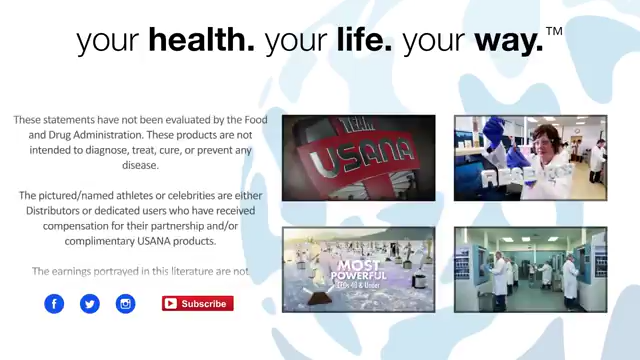 your health. your life. your way.™
These statements have not been evaluated by the Food
and Drug Administration. These products are not
intended to diagnose, treat, cure, or prevent any
disease.
The pictured/named athletes or celebrities are either
Distributors or dedicated users who have received
compensation for their partnership and/or
complimentary USANA products.
The earnings portrayed in this literature are not
Subscribe
TEAM
USANA
MOST
POWERFUL
& Under